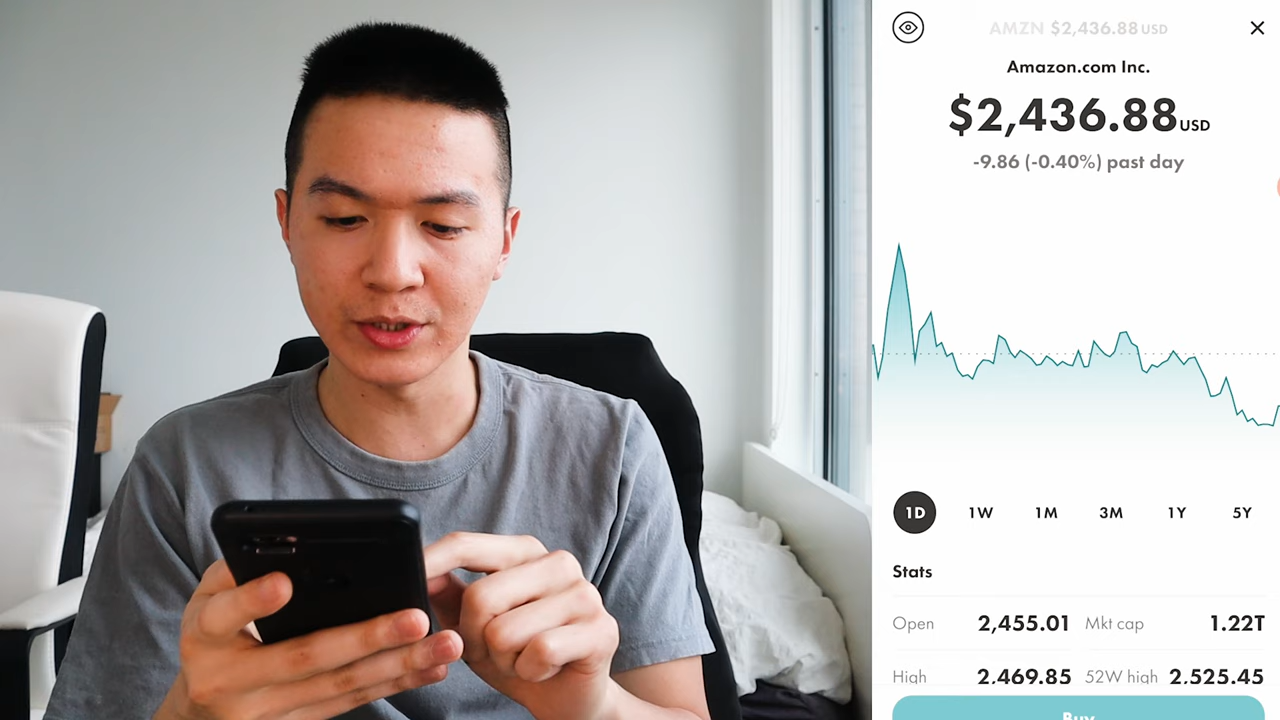 AMZN $2,436.88 USD
Amazon.com Inc.
$2,436.88 USD
-9.86 (-0.40%) past day
1D 1W 1M 3M 1Y 5Y
Stats
Open 2,455.01 Mkt cap 1.22T
High 2,469.85 52W high 2,525.45
Buy